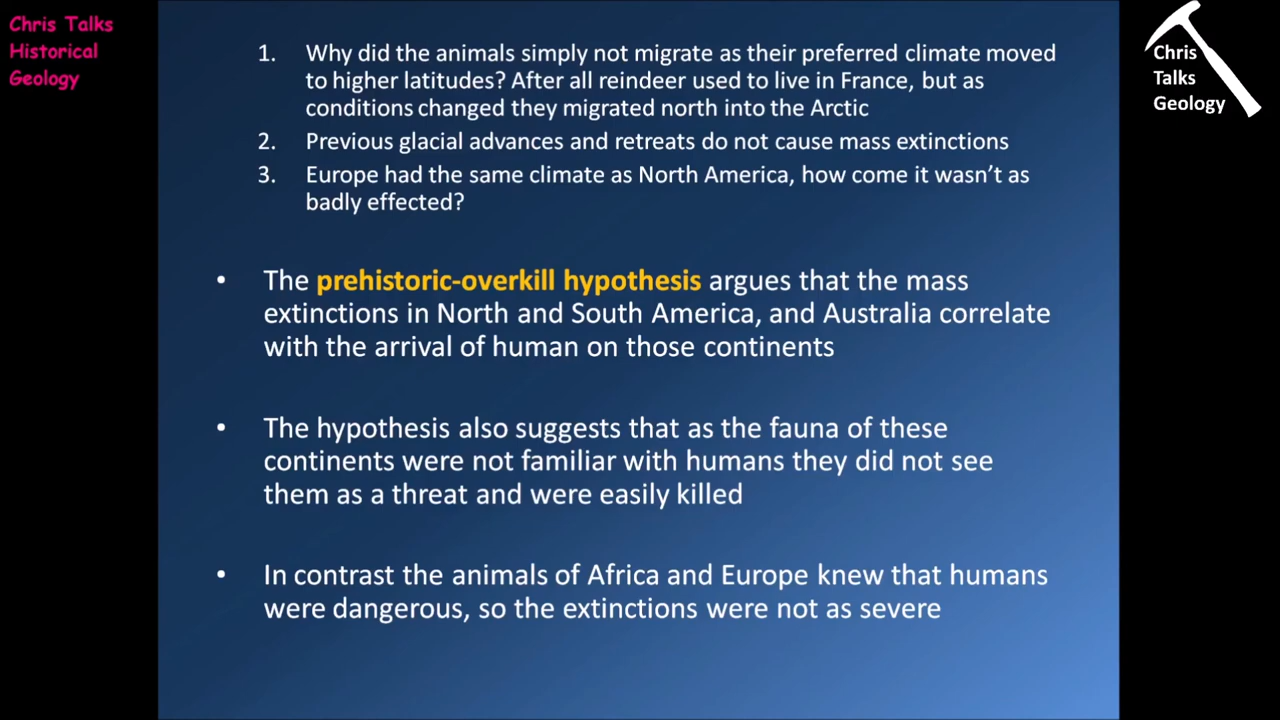 Chris Talks
Historical
Geology
Chris
Talks
Geology
1. Why did the animals simply not migrate as their preferred climate moved
to higher latitudes? After all reindeer used to live in France, but as
conditions changed they migrated north into the Arctic
2. Previous glacial advances and retreats do not cause mass extinctions
3. Europe had the same climate as North America, how come it wasn't as
badly effected?
• The prehistoric-overkill hypothesis argues that the mass
extinctions in North and South America, and Australia correlate
with the arrival of human on those continents
• The hypothesis also suggests that as the fauna of these
continents were not familiar with humans they did not see
them as a threat and were easily killed
• In contrast the animals of Africa and Europe knew that humans
were dangerous, so the extinctions were not as severe